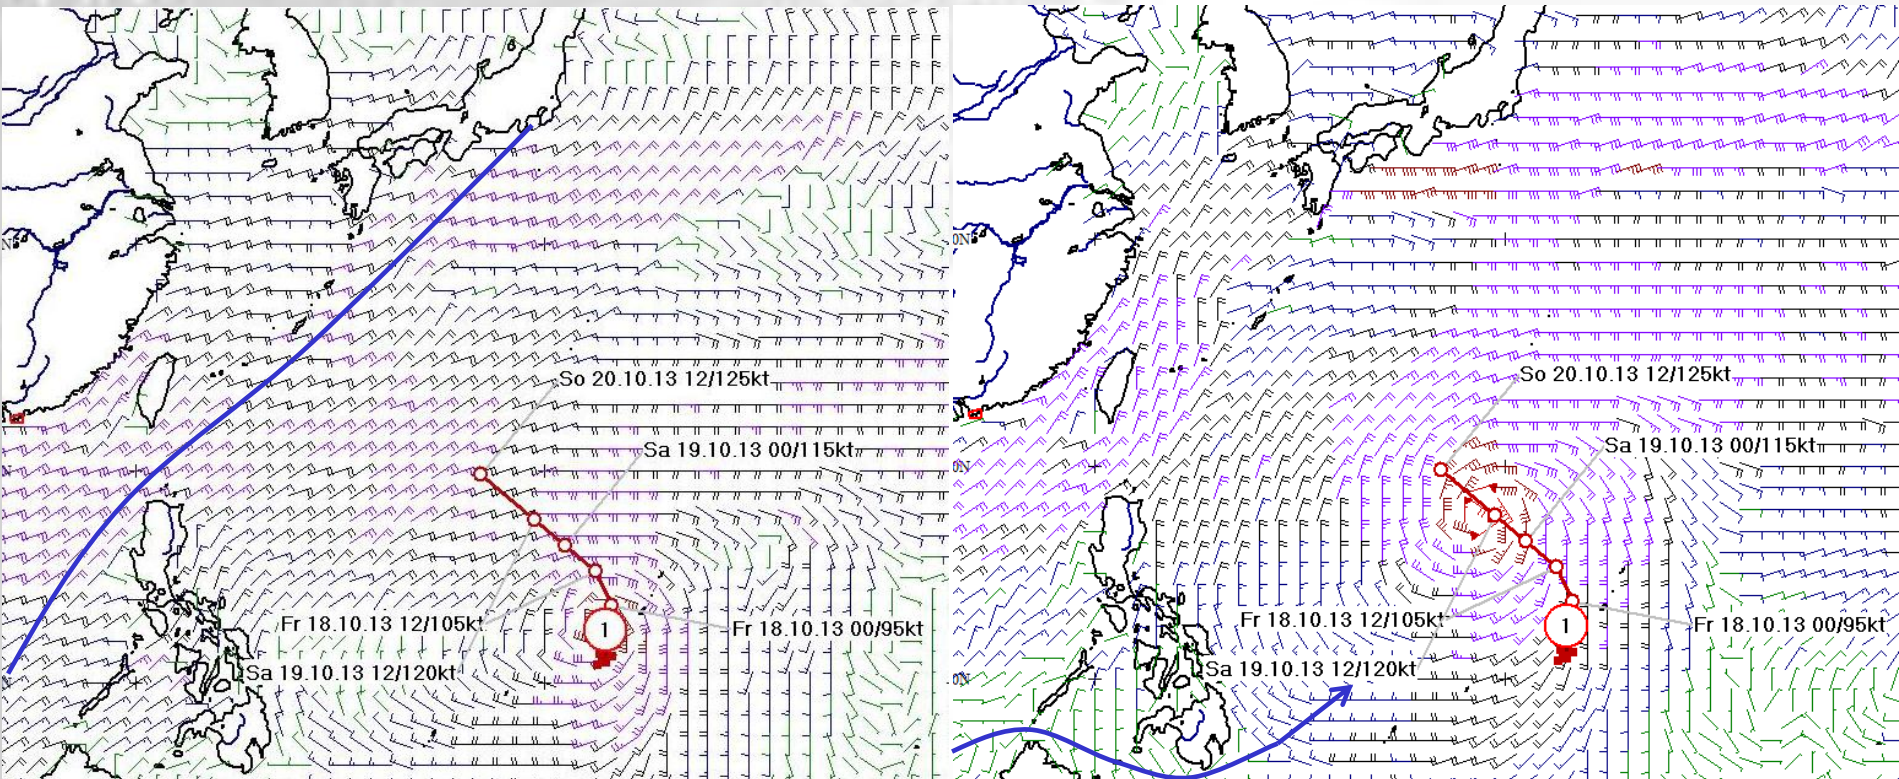 So 20.10.13 12/125kt
Sa 19.10.13 00/115kt
Fr 18.10.13 12/105kt
Fr 18.10.13 00/95kt
Sa 19.10.13 12/120kt
1
N
N
N
So 20.10.13 12/125kt
Sa 19.10.13 00/115kt
Fr 18.10.13 12/105kt
Fr 18.10.13 00/95kt
Sa 19.10.13 12/120kt
1
0N
0N
0N